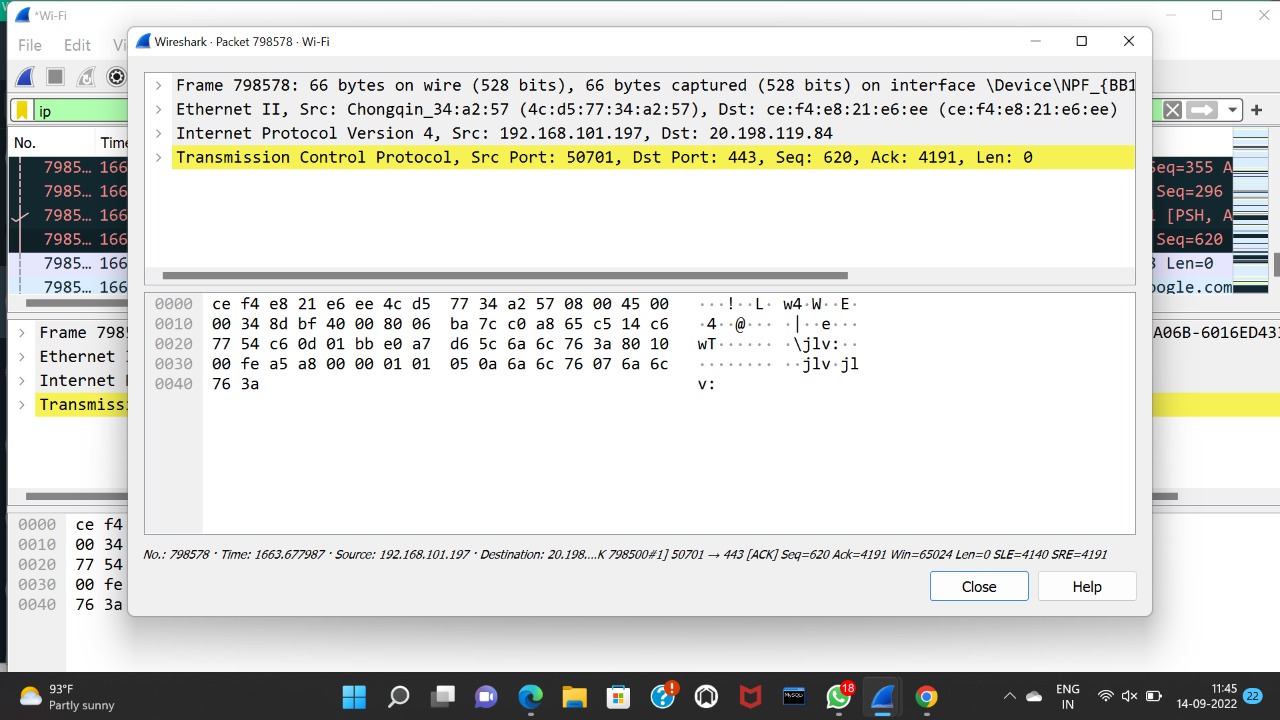 *Wi-Fi
File Edit Vi
Wireshark · Packet 798578 · Wi-Fi
ip
No. Time
7985... 166
7985... 166
7985... 166
7985... 166
7985... 166
7985... 166
Seq=355 A
Seq=296
[PSH, A
Seq=620
Len=0
ogle.com
Frame 798578: 66 bytes on wire (528 bits), 66 bytes captured (528 bits) on interface \Device\NPF_{BB1
Ethernet II, Src: Chongqin_34:a2:57 (4c:d5:77:34:a2:57), Dst: ce:f4:e8:21:e6:ee (ce:f4:e8:21:e6:ee)
Internet Protocol Version 4, Src: 192.168.101.197, Dst: 20.198.119.84
Transmission Control Protocol, Src Port: 50701, Dst Port: 443, Seq: 620, Ack: 4191, Len: 0
0000 ce f4 e8 21 e6 ee 4c d5 77 34 a2 57 08 00 45 00 ···!··L· w4·W··E·
0010 00 34 8d bf 40 00 80 06 ba 7c c0 a8 65 c5 14 c6 ·4··@··· ·|··e···
0020 77 54 c6 0d 01 bb e0 a7 d6 5c 6a 6c 76 3a 80 10 wT······ ·\jlv:··
0030 00 fe a5 a8 00 00 01 01 05 0a 6a 6c 76 07 6a 6c ········ ··jlv·jl
0040 76 3a v:
Frame 798
A06B-6016ED431
Ethernet
Internet
Transmiss
0000 ce f4
0010 00 34
0020 77 54
0030 00 fe
0040 76 3a
No.: 798578 · Time: 1663.677987 · Source: 192.168.101.197 · Destination: 20.198....K 798500#1] 50701 → 443 [ACK] Seq=620 Ack=4191 Win=65024 Len=0 SLE=4140 SRE=4191
Close Help
93°F
Partly sunny
MySQL
18
ENG
IN
11:45
14-09-2022
22